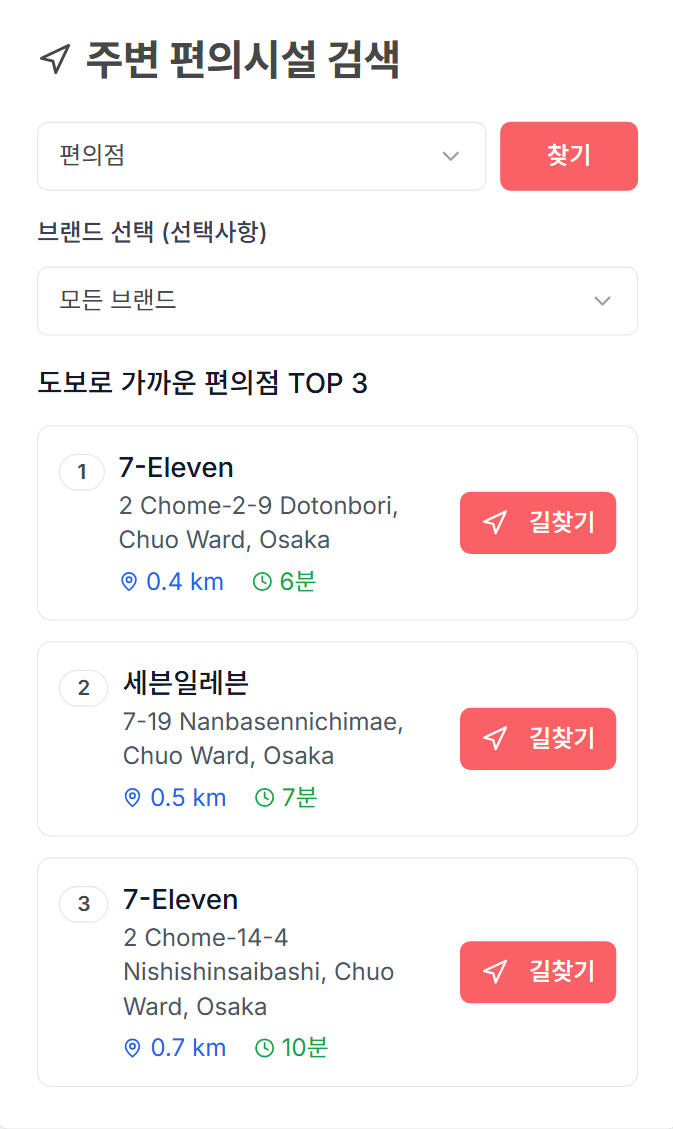 주변 편의시설 검색
편의점
찾기
브랜드 선택 (선택사항)
모든 브랜드
도보로 가까운 편의점 TOP 3
1
7-Eleven
2 Chome-2-9 Dotonbori,
Chuo Ward, Osaka
0.4 km 6분
길찾기
2
세븐일레븐
7-19 Nanbasennichimae,
Chuo Ward, Osaka
0.5 km 7분
길찾기
3
7-Eleven
2 Chome-14-4
Nishishinsaibashi, Chuo
Ward, Osaka
0.7 km 10분
길찾기